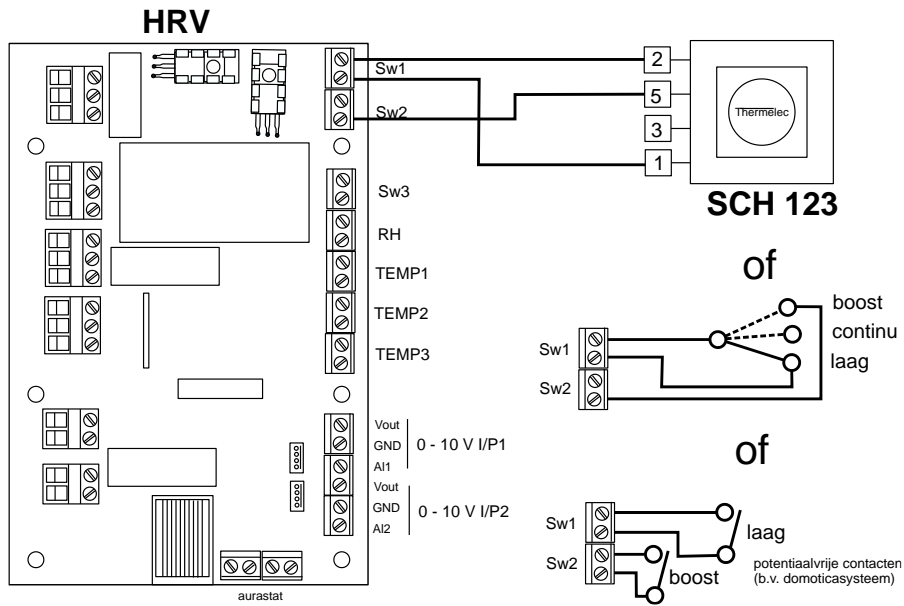 HRV
Sw1
Sw2
Sw3
RH
TEMP1
TEMP2
TEMP3
Vout
GND
AI1
0 - 10 V I/P1
Vout
GND
AI2
0 - 10 V I/P2
aurastat
2
5
3
1
Thermelec
SCH 123
of
boost
continu
laag
Sw1
Sw2
of
Sw1
Sw2
laag
boost
potentiaalvrije contacten
(b.v. domoticasysteem)